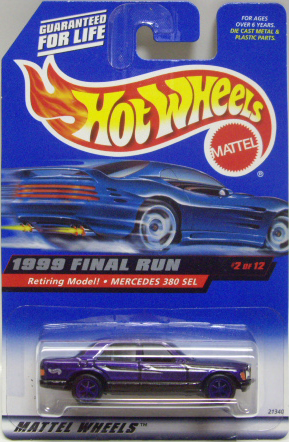 GUARANTEED
FOR LIFE
FOR AGES
OVER 6 YEARS.
DIE CAST METAL &
PLASTIC PARTS.
HOT WHEELS
MATTEL
®
1999 FINAL RUN
#2 OF 12
Retiring Model! • MERCEDES 380 SEL
MATTEL WHEELS™
21340